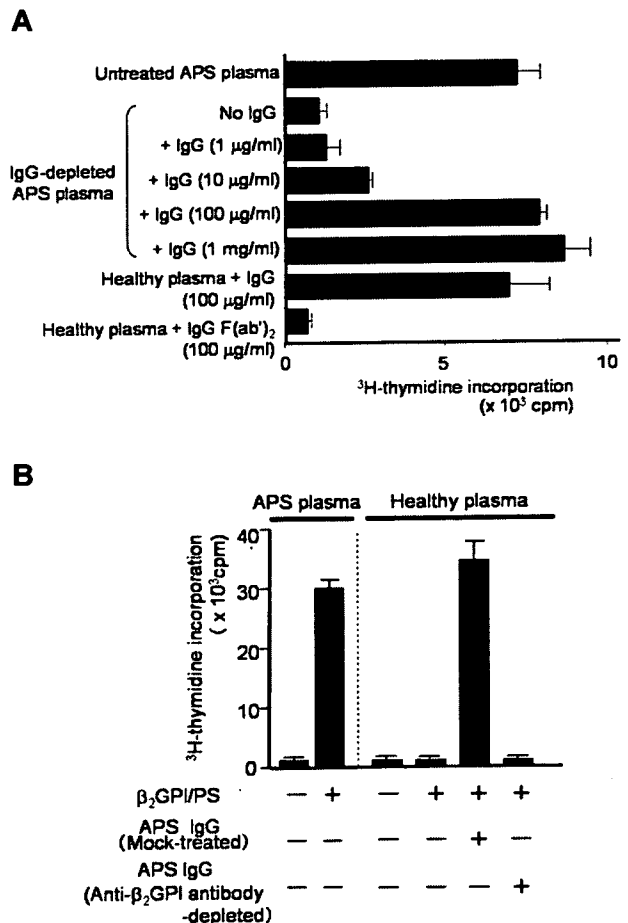 A
Untreated APS plasma
No IgG
+ IgG (1 μg/ml)
IgG-depleted
APS plasma
+ IgG (10 μg/ml)
+ IgG (100 μg/ml)
+ IgG (1 mg/ml)
Healthy plasma + IgG
(100 μg/ml)
Healthy plasma + IgG F(ab')₂
(100 μg/ml)
0 5 10
³H-thymidine incorporation
(x 10³ cpm)
B
APS plasma Healthy plasma
³H-thymidine incorporation
( x 10³cpm)
40
30
20
10
0
β₂GPI/PS − + − + + +
APS IgG
(Mock-treated) − − − − + −
APS IgG
(Anti-β₂GPI antibody
-depleted) − − − − − +